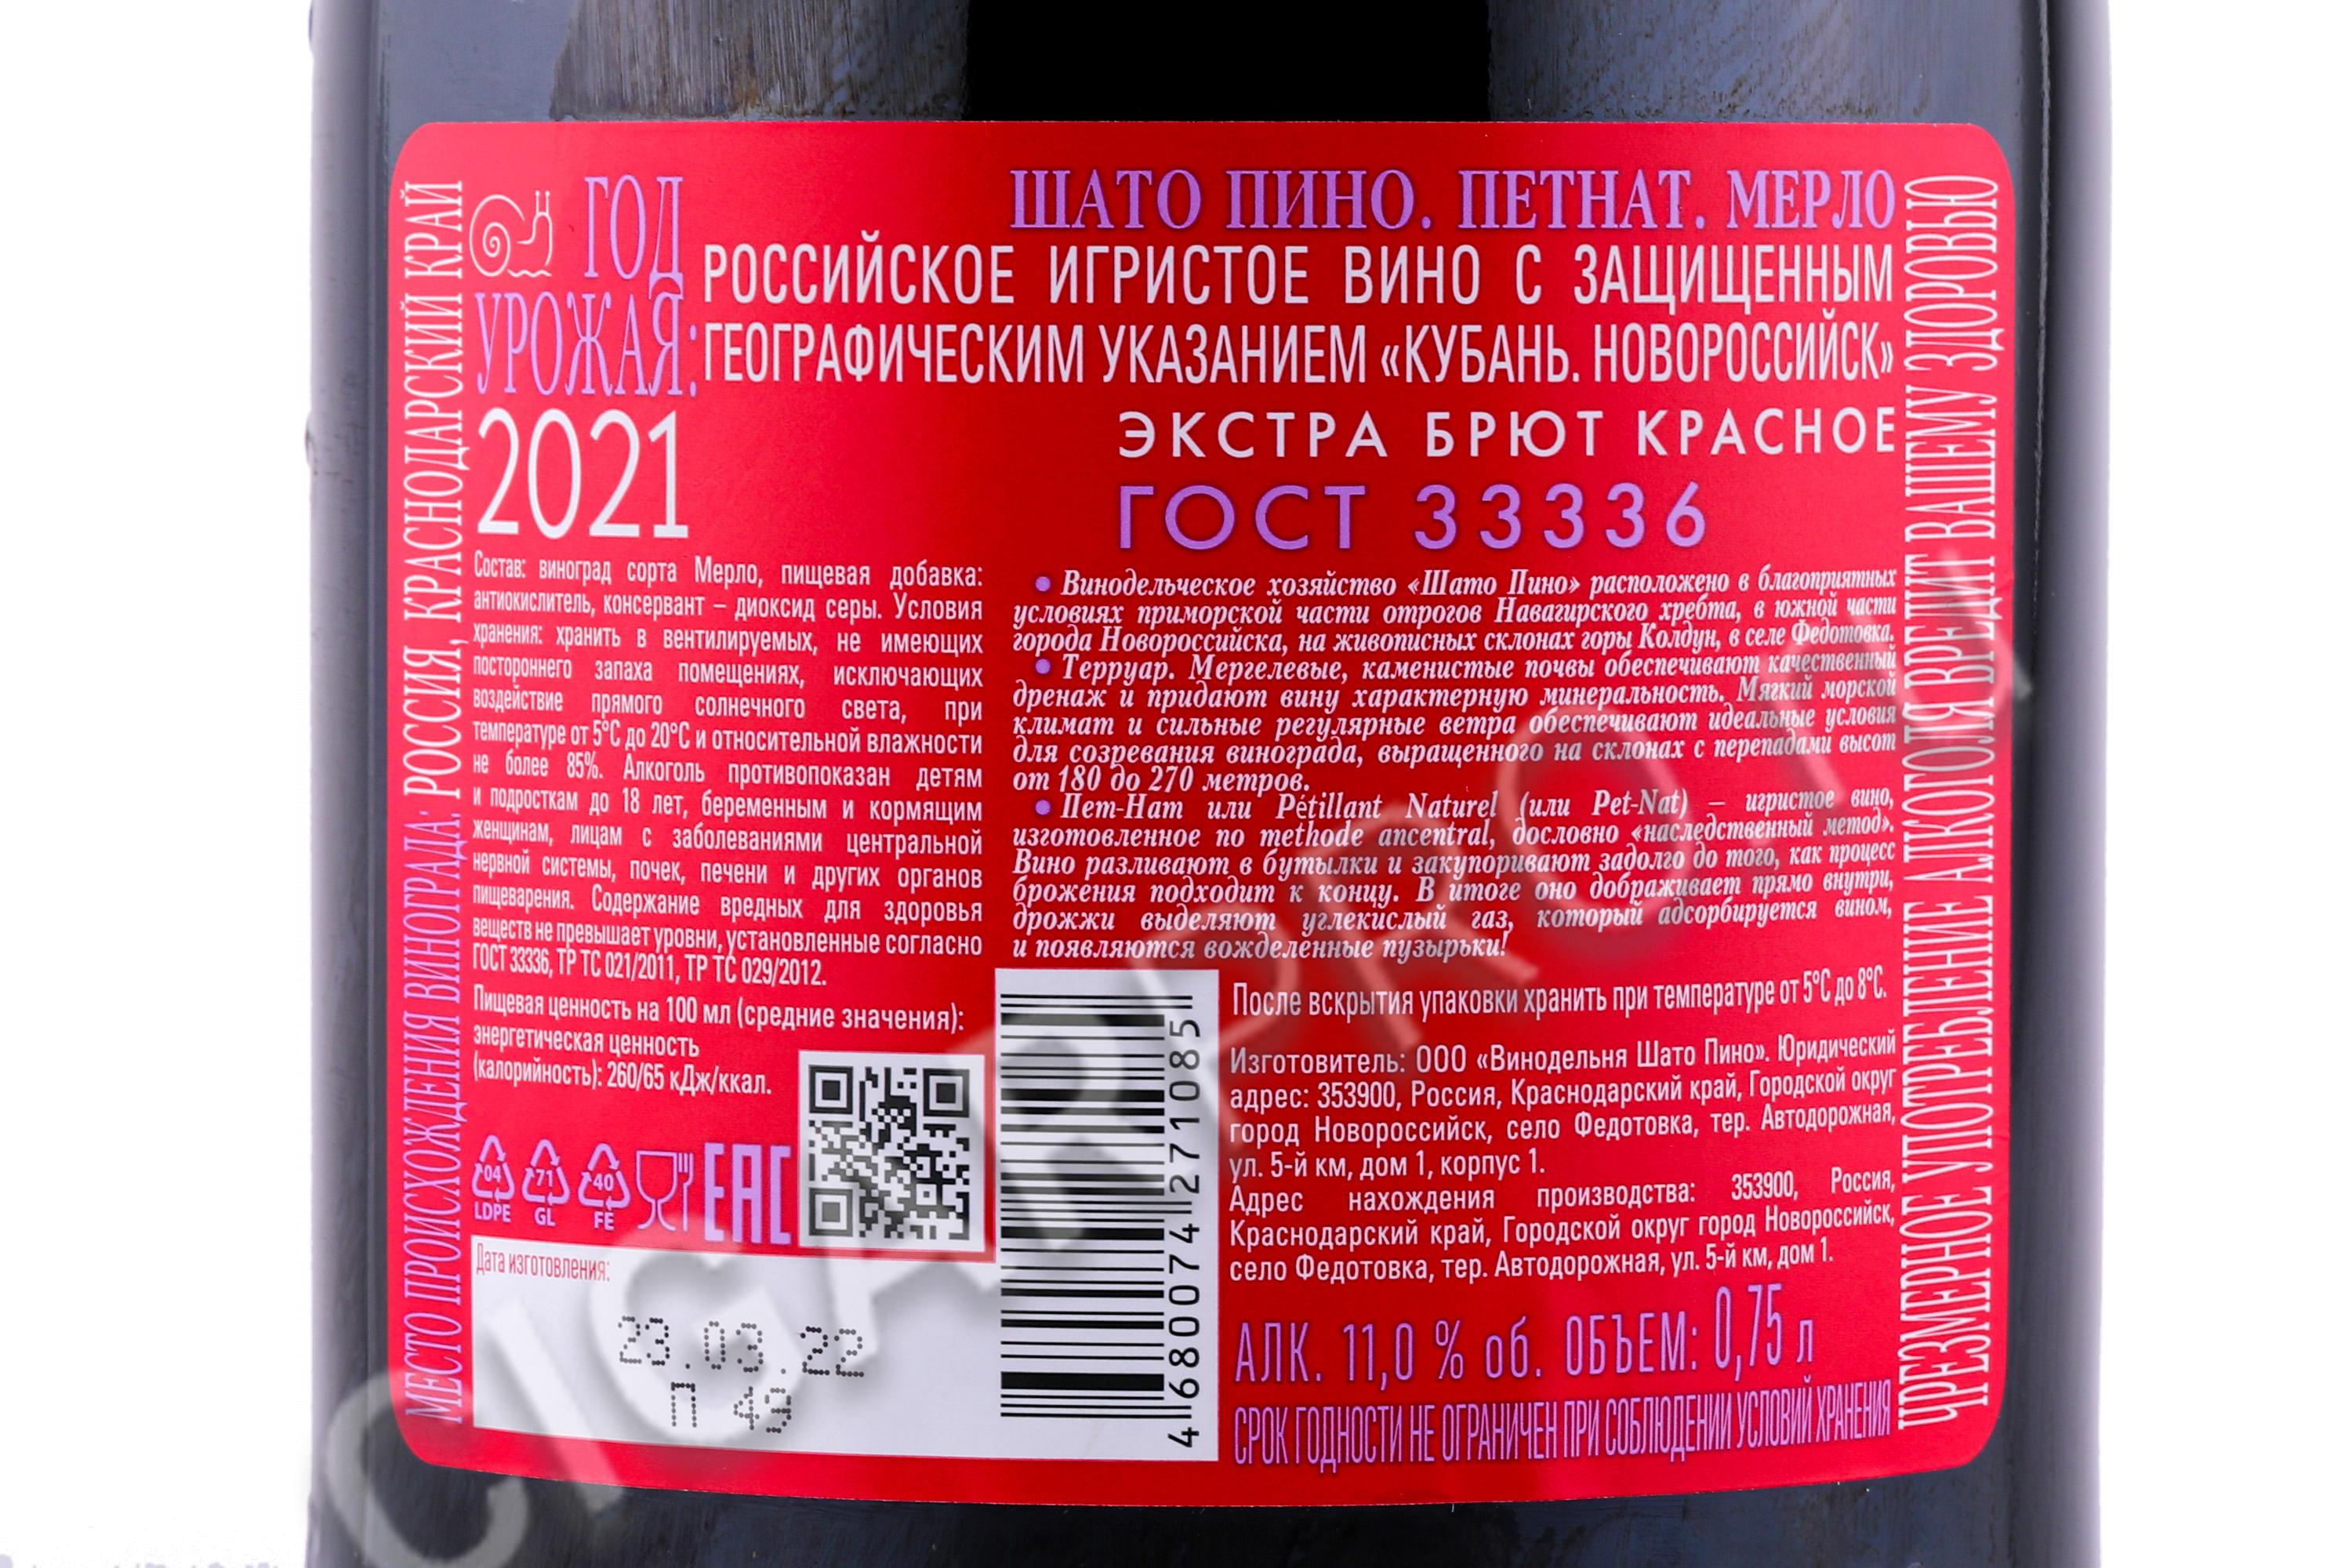 МЕСТО ПРОИСХОЖДЕНИЯ ВИНОГРАДА: РОССИЯ, КРАСНОДАРСКИЙ КРАЙ
ГОД
УРОЖАЯ:
2021
ШАТО ПИНО. ПЕТНАТ. МЕРЛО
РОССИЙСКОЕ ИГРИСТОЕ ВИНО С ЗАЩИЩЕННЫМ
ГЕОГРАФИЧЕСКИМ УКАЗАНИЕМ «КУБАНЬ. НОВОРОССИЙСК»
ЭКСТРА БРЮТ КРАСНОЕ
ГОСТ 33336
Состав: виноград сорта Мерло, пищевая добавка:
антиокислитель, консервант – диоксид серы. Условия
хранения: хранить в вентилируемых, не имеющих
постороннего запаха помещениях, исключающих
воздействие прямого солнечного света, при
температуре от 5°С до 20°С и относительной влажности
не более 85%. Алкоголь противопоказан детям
и подросткам до 18 лет, беременным и кормящим
женщинам, лицам с заболеваниями центральной
нервной системы, почек, печени и других органов
пищеварения. Содержание вредных для здоровья
веществ не превышает уровни, установленные согласно
ГОСТ 33336, ТР ТС 021/2011, ТР ТС 029/2012.
Пищевая ценность на 100 мл (средние значения):
энергетическая ценность
(калорийность): 260/65 кДж/ккал.
04 LDPE 71 GL 40 FE EAC
Дата изготовления:
23.03.22
П 49
• Винодельческое хозяйство «Шато Пино» расположено в благоприятных
условиях приморской части отрогов Навагирского хребта, в южной части
города Новороссийска, на живописных склонах горы Колдун, в селе Федотовка.
• Терруар. Мергелевые, каменистые почвы обеспечивают качественный
дренаж и придают вину характерную минеральность. Мягкий морской
климат и сильные регулярные ветра обеспечивают идеальные условия
для созревания винограда, выращенного на склонах с перепадами высот
от 180 до 270 метров.
• Пет-Нат или Pétillant Naturel (или Pet-Nat) – игристое вино,
изготовленное по methode ancentral, дословно «наследственный метод».
Вино разливают в бутылки и закупоривают задолго до того, как процесс
брожения подходит к концу. В итоге оно дображивает прямо внутри,
дрожжи выделяют углекислый газ, который адсорбируется вином,
и появляются вожделенные пузырьки!
4680074271085
После вскрытия упаковки хранить при температуре от 5°С до 8°С.
Изготовитель: ООО «Винодельня Шато Пино». Юридический
адрес: 353900, Россия, Краснодарский край, Городской округ
город Новороссийск, село Федотовка, тер. Автодорожная,
ул. 5-й км, дом 1, корпус 1.
Адрес нахождения производства: 353900, Россия,
Краснодарский край, Городской округ город Новороссийск,
село Федотовка, тер. Автодорожная, ул. 5-й км, дом 1.
АЛК. 11,0 % об. ОБЪЕМ: 0,75 л
СРОК ГОДНОСТИ НЕ ОГРАНИЧЕН ПРИ СОБЛЮДЕНИИ УСЛОВИЙ ХРАНЕНИЯ
ЧРЕЗМЕРНОЕ УПОТРЕБЛЕНИЕ АЛКОГОЛЯ ВРЕДИТ ВАШЕМУ ЗДОРОВЬЮ
CIGARPRO.RU